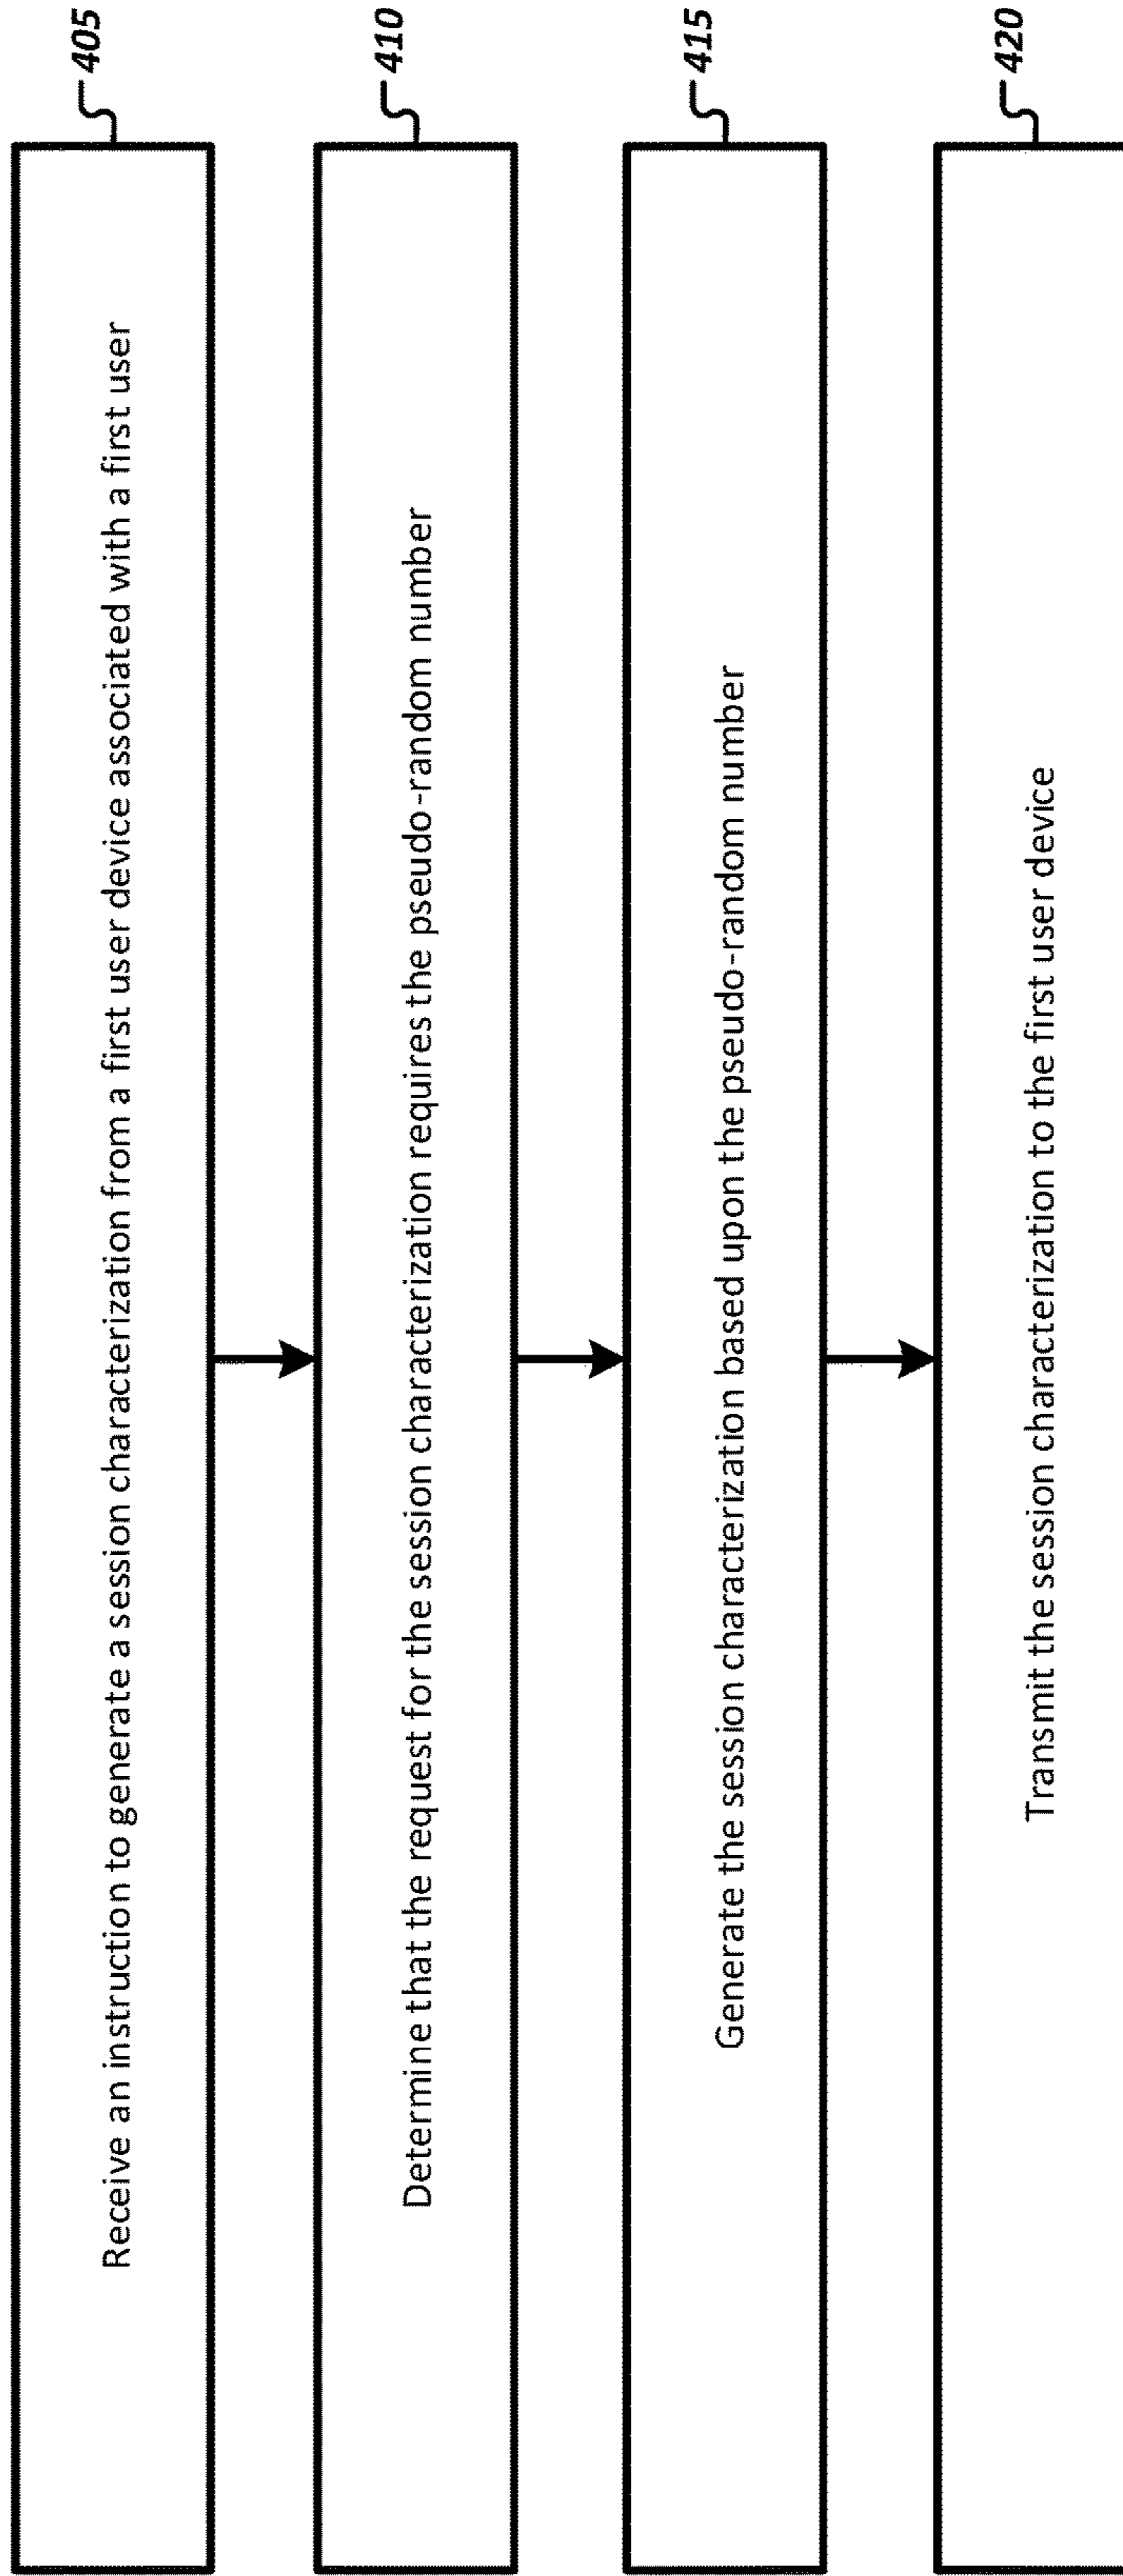 405
Receive an instruction to generate a session characterization from a first user device associated with a first user
410
Determine that the request for the session characterization requires the pseudo-random number
415
Generate the session characterization based upon the pseudo-random number
420
Transmit the session characterization to the first user device